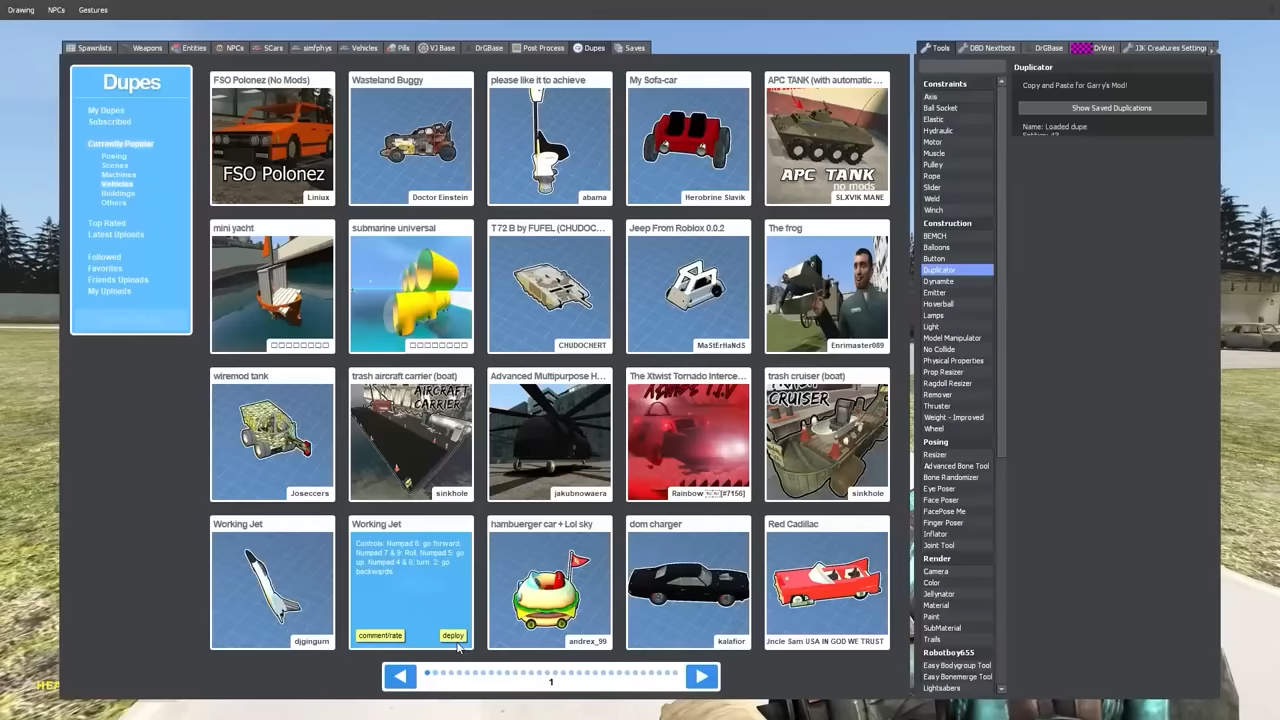 Drawing NPCs Gestures
Spawnlists Weapons Entities NPCs SCars simfphys Vehicles Pills VJ Base DrGBase Post Process Dupes Saves
Tools DBD Nextbots DrGBase DrVrej JJK Creatures Settings
Dupes
My Dupes
Subscribed
Currently Popular
Posing
Scenes
Machines
Vehicles
Buildings
Others
Top Rated
Latest Uploads
Followed
Favorites
Friends Uploads
My Uploads
FSO Polonez (No Mods)
FSO Polonez
Liniux
Wasteland Buggy
Doctor Einstein
please like it to achieve
abama
My Sofa-car
Herobrine Slavik
APC TANK (with automatic ...
APC TANK
no mods
SLXVIK MANE
mini yacht
submarine universal
T72 B by FUFEL (CHUDOC...
CHUDOCHERT
Jeep From Roblox 0.0.2
MaStErHaNdS
The frog
Enrimaster089
wiremod tank
Joseccers
trash aircraft carrier (boat)
AIRCRAFT
CARRIER
sinkhole
Advanced Multipurpose H...
jakubnowaera
The Xtwist Tornado Interce...
Rainbow [#7156]
trash cruiser (boat)
CRUISER
sinkhole
Working Jet
djgingum
Working Jet
Controls: Numpad 8: go forward.
Numpad 7 & 9: Roll. Numpad 5: go
up. Numpad 4 & 6: turn. 2: go
backwards.
comment/rate deploy
hambuerger car + Lol sky
andrex_99
dom charger
kalafior
Red Cadillac
Uncle Sam USA IN GOD WE TRUST
1
Constraints
Axis
Ball Socket
Elastic
Hydraulic
Motor
Muscle
Pulley
Rope
Slider
Weld
Winch
Construction
BEMCH
Balloons
Button
Duplicator
Dynamite
Emitter
Hoverball
Lamps
Light
Model Manipulator
No Collide
Physical Properties
Prop Resizer
Ragdoll Resizer
Remover
Thruster
Weight - Improved
Wheel
Posing
Resizer
Advanced Bone Tool
Bone Randomizer
Eye Poser
Face Poser
FacePose Me
Finger Poser
Inflator
Joint Tool
Render
Camera
Color
Jellynator
Material
Paint
SubMaterial
Trails
Robotboy655
Easy Bodygroup Tool
Easy Bonemerge Tool
Lightsabers
Duplicator
Copy and Paste for Garry's Mod!
Show Saved Duplications
Name: Loaded dupe